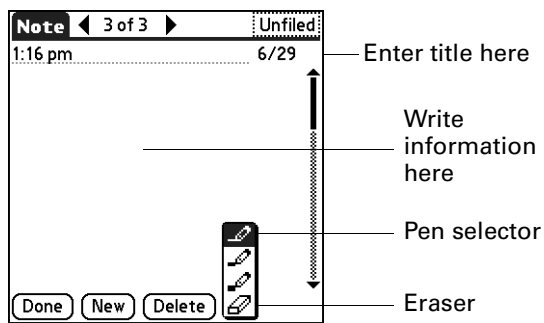 Note 3 of 3 Unfiled
1:16 pm 6/29
Enter title here
Write
information
here
Pen selector
Done New Delete
Eraser